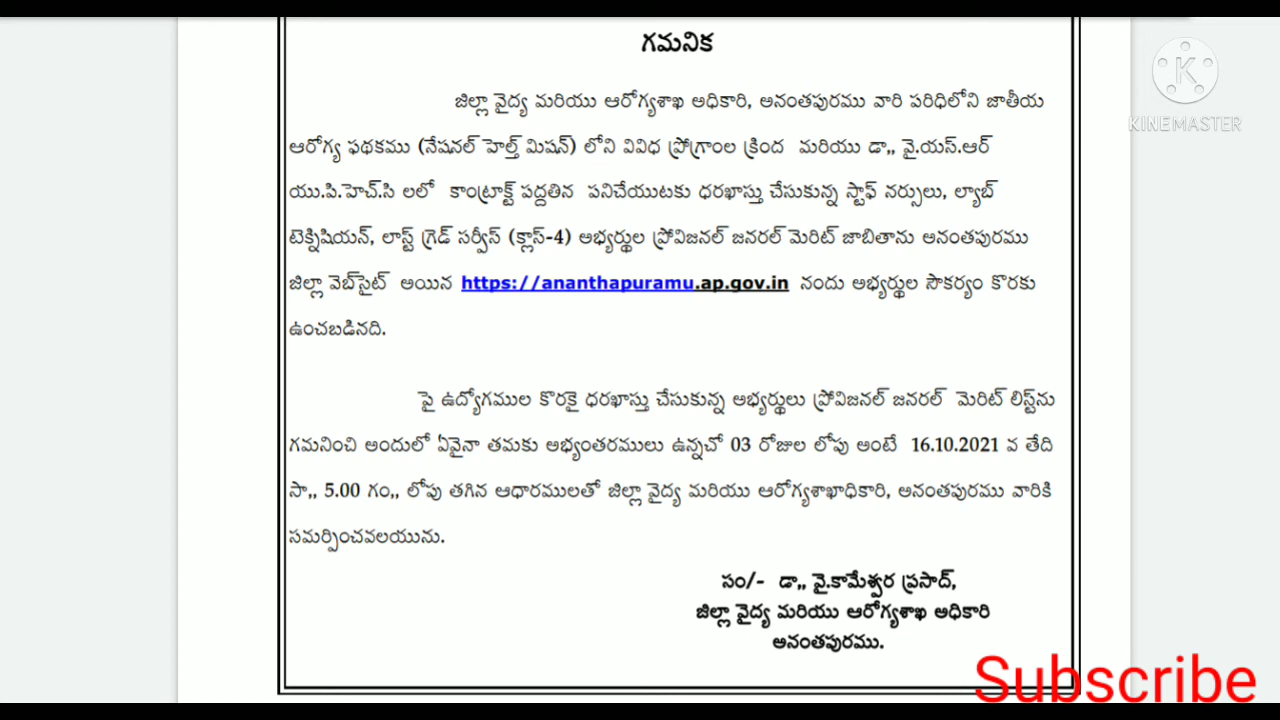 గమనిక
KINEMASTER
జిల్లా వైద్య మరియు ఆరోగ్యశాఖ అధికారి, అనంతపురము వారి పరిధిలోని జాతీయ
ఆరోగ్య ఫథకము (నేషనల్ హెల్త్ మిషన్) లోని వివిధ ప్రోగ్రాంల క్రింద మరియు డా,, వై.యస్.ఆర్
యు.పి.హెచ్.సి లలో కాంట్రాక్ట్ పద్దతిన పనిచేయుటకు ధరఖాస్తు చేసుకున్న స్టాఫ్ నర్సులు, ల్యాబ్
టెక్నిషియన్, లాస్ట్ గ్రెడ్ సర్వీస్ (క్లాస్-4) అభ్యర్థుల ప్రోవిజనల్ జనరల్ మెరిట్ జాబితాను అనంతపురము
జిల్లా వెబ్‌సైట్ అయిన https://ananthapuramu.ap.gov.in నందు అభ్యర్థుల సౌకర్యం కొరకు
ఉంచబడినది.
పై ఉద్యోగముల కొరకై ధరఖాస్తు చేసుకున్న అభ్యర్థులు ప్రోవిజనల్ జనరల్ మెరిట్ లిస్ట్‌ను
గమనించి అందులో ఏవైనా తమకు అభ్యంతరములు ఉన్నచో 03 రోజుల లోపు అంటే 16.10.2021 వ తేది
సా,, 5.00 గం,, లోపు తగిన ఆధారములతో జిల్లా వైద్య మరియు ఆరోగ్యశాఖాధికారి, అనంతపురము వారికి
సమర్పించవలయును.
సం/- డా,, వై.కామేశ్వర ప్రసాద్,
జిల్లా వైద్య మరియు ఆరోగ్యశాఖ అధికారి
అనంతపురము.
Subscribe